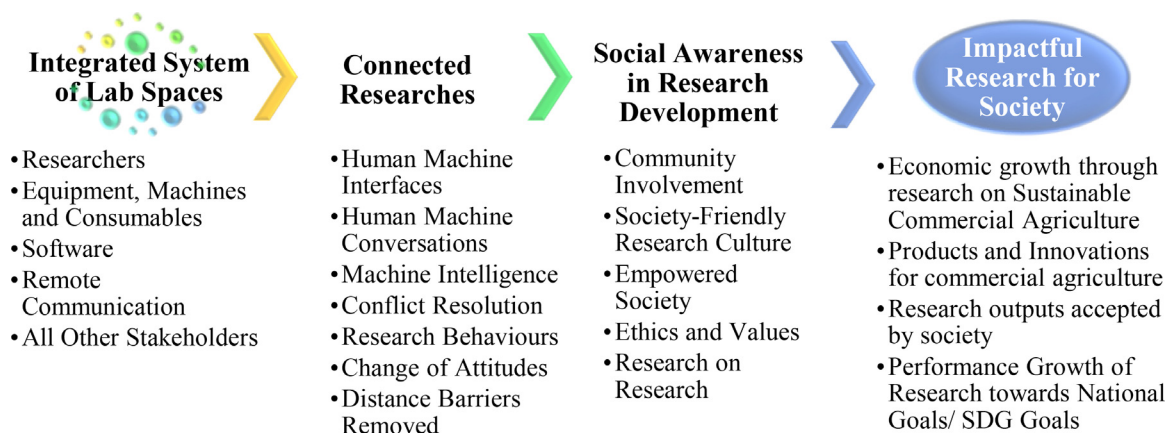 Integrated System
of Lab Spaces
•Researchers
•Equipment, Machines
and Consumables
•Software
•Remote
Communication
•All Other Stakeholders
Connected
Researches
•Human Machine
Interfaces
•Human Machine
Conversations
•Machine Intelligence
•Conflict Resolution
•Research Behaviours
•Change of Attitudes
•Distance Barriers
Removed
Social Awareness
in Research
Development
•Community
Involvement
•Society-Friendly
Research Culture
•Empowered
Society
•Ethics and Values
•Research on
Research
Impactful
Research for
Society
•Economic growth through
research on Sustainable
Commercial Agriculture
•Products and Innovations
for commercial agriculture
•Research outputs accepted
by society
•Performance Growth of
Research towards National
Goals/ SDG Goals